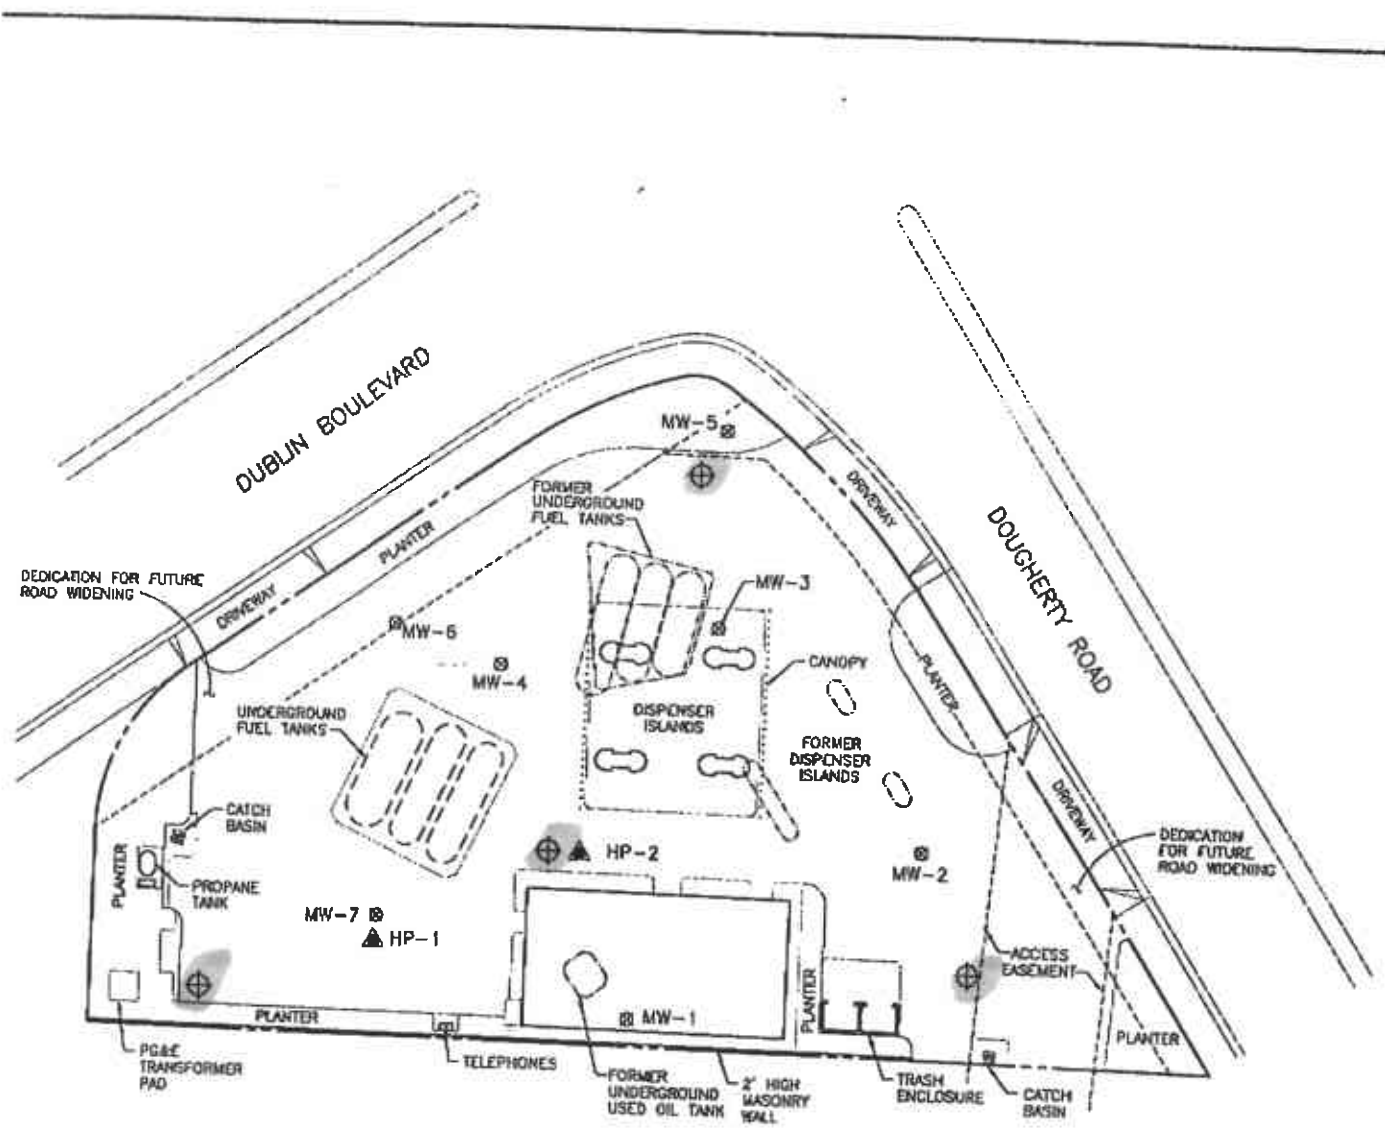 DUBLIN BOULEVARD
DOUGHERTY ROAD
MW-5
DRIVEWAY
FORMER
UNDERGROUND
FUEL TANKS
PLANTER
DEDICATION FOR FUTURE
ROAD WIDENING
DRIVEWAY
MW-3
MW-6
CANOPY
MW-4
PLANTER
UNDERGROUND
FUEL TANKS
DISPENSER
ISLANDS
FORMER
DISPENSER
ISLANDS
DRIVEWAY
CATCH
BASIN
DEDICATION
FOR FUTURE
ROAD WIDENING
HP-2
MW-2
PLANTER
PROPANE
TANK
MW-7
HP-1
ACCESS
EASEMENT
PLANTER
PLANTER
MW-1
PLANTER
PG&E
TRANSFORMER
PAD
TELEPHONES
FORMER
UNDERGROUND
USED OIL TANK
2' HIGH
MASONRY
WALL
TRASH
ENCLOSURE
CATCH
BASIN